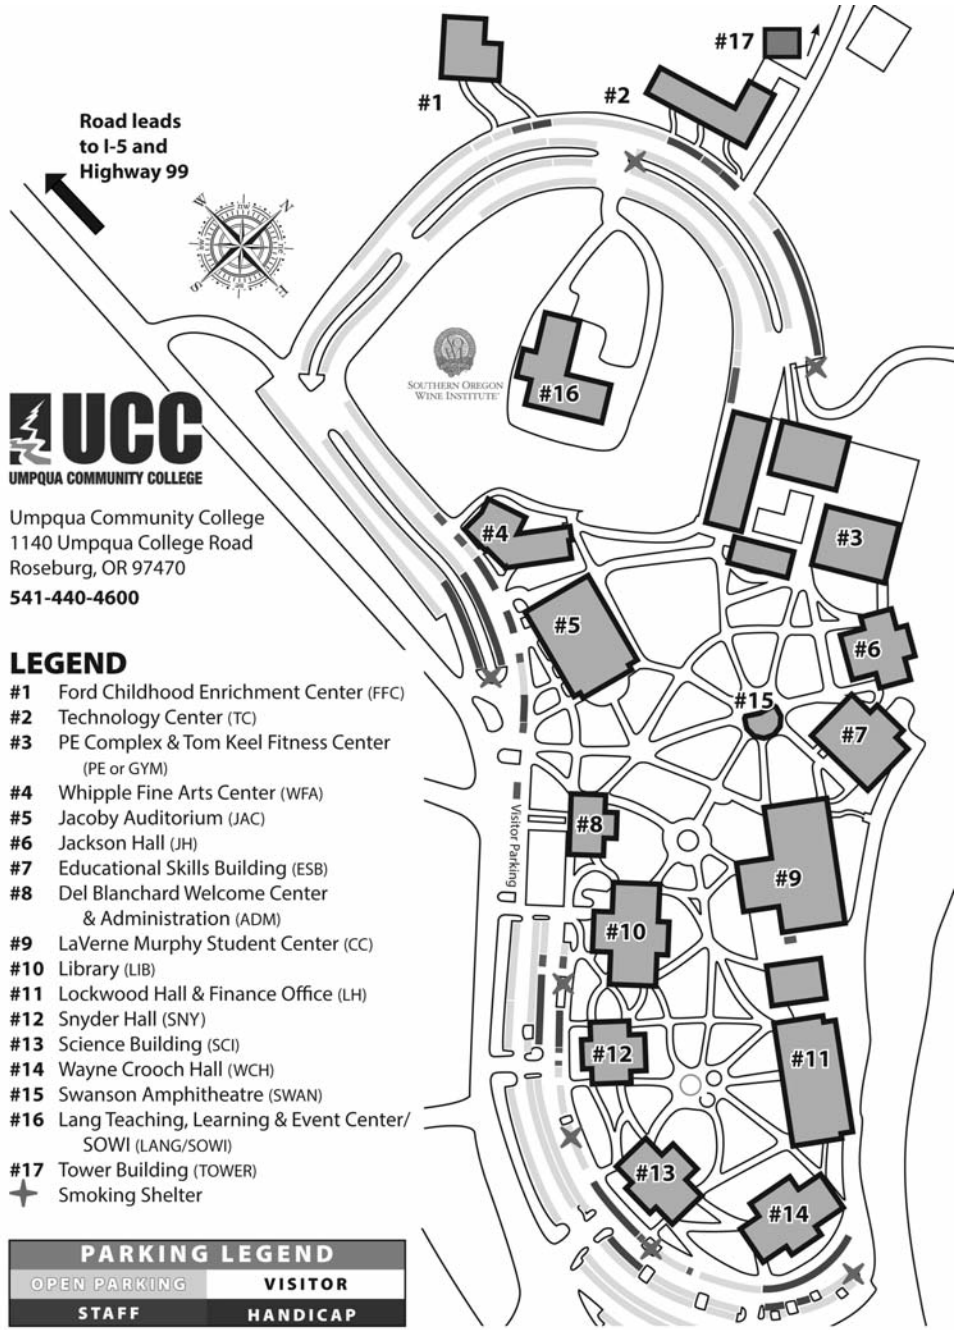 #17
#1
#2
Road leads
to I-5 and
Highway 99
W
N
S
E
SOUTHERN OREGON
WINE INSTITUTE
#16
UCC
UMPQUA COMMUNITY COLLEGE
Umpqua Community College
1140 Umpqua College Road
Roseburg, OR 97470
541-440-4600
#4
#3
#5
#6
#15
#7
#8
Visitor Parking
#9
#10
#11
#12
#13
#14
LEGEND
#1 Ford Childhood Enrichment Center (FFC)
#2 Technology Center (TC)
#3 PE Complex & Tom Keel Fitness Center
(PE or GYM)
#4 Whipple Fine Arts Center (WFA)
#5 Jacoby Auditorium (JAC)
#6 Jackson Hall (JH)
#7 Educational Skills Building (ESB)
#8 Del Blanchard Welcome Center
& Administration (ADM)
#9 LaVerne Murphy Student Center (CC)
#10 Library (LIB)
#11 Lockwood Hall & Finance Office (LH)
#12 Snyder Hall (SNY)
#13 Science Building (SCI)
#14 Wayne Crooch Hall (WCH)
#15 Swanson Amphitheatre (SWAN)
#16 Lang Teaching, Learning & Event Center/
SOWI (LANG/SOWI)
#17 Tower Building (TOWER)
Smoking Shelter
PARKING LEGEND
OPEN PARKING VISITOR
STAFF HANDICAP